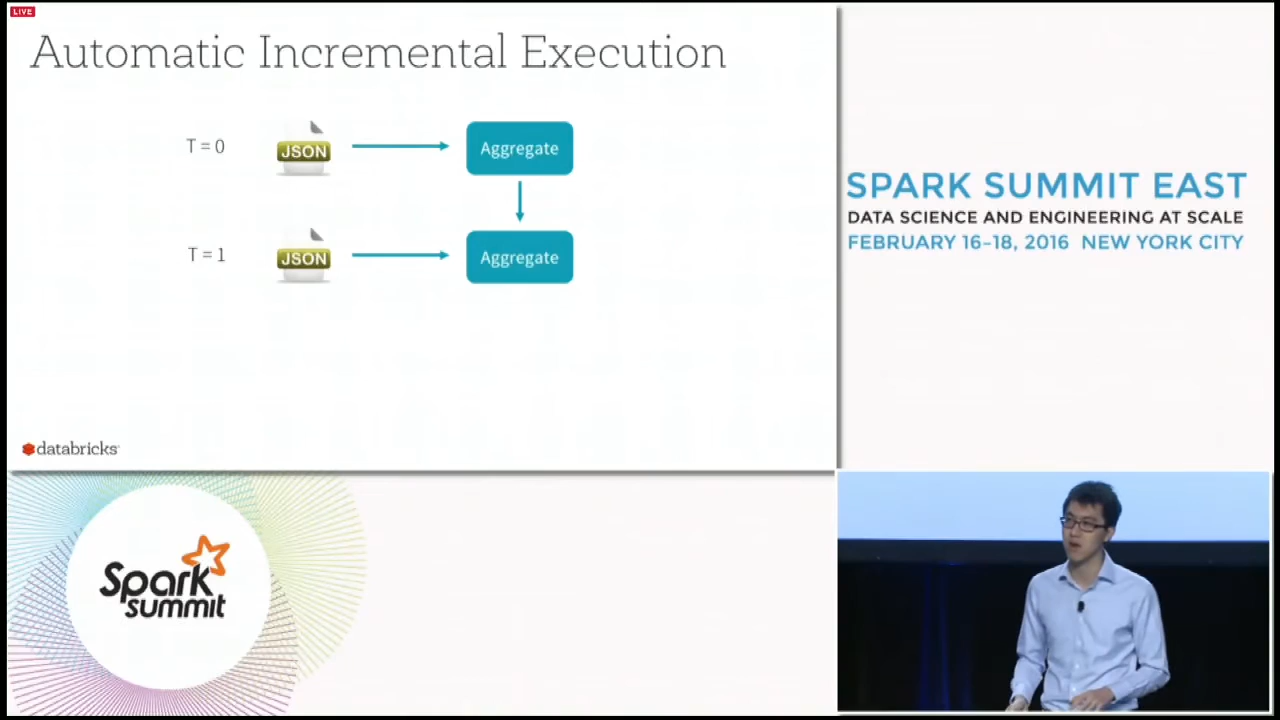 LIVE
Automatic Incremental Execution
T = 0
JSON
Aggregate
T = 1
JSON
Aggregate
databricks
SPARK SUMMIT EAST
DATA SCIENCE AND ENGINEERING AT SCALE
FEBRUARY 16-18, 2016 NEW YORK CITY
Spark
summit